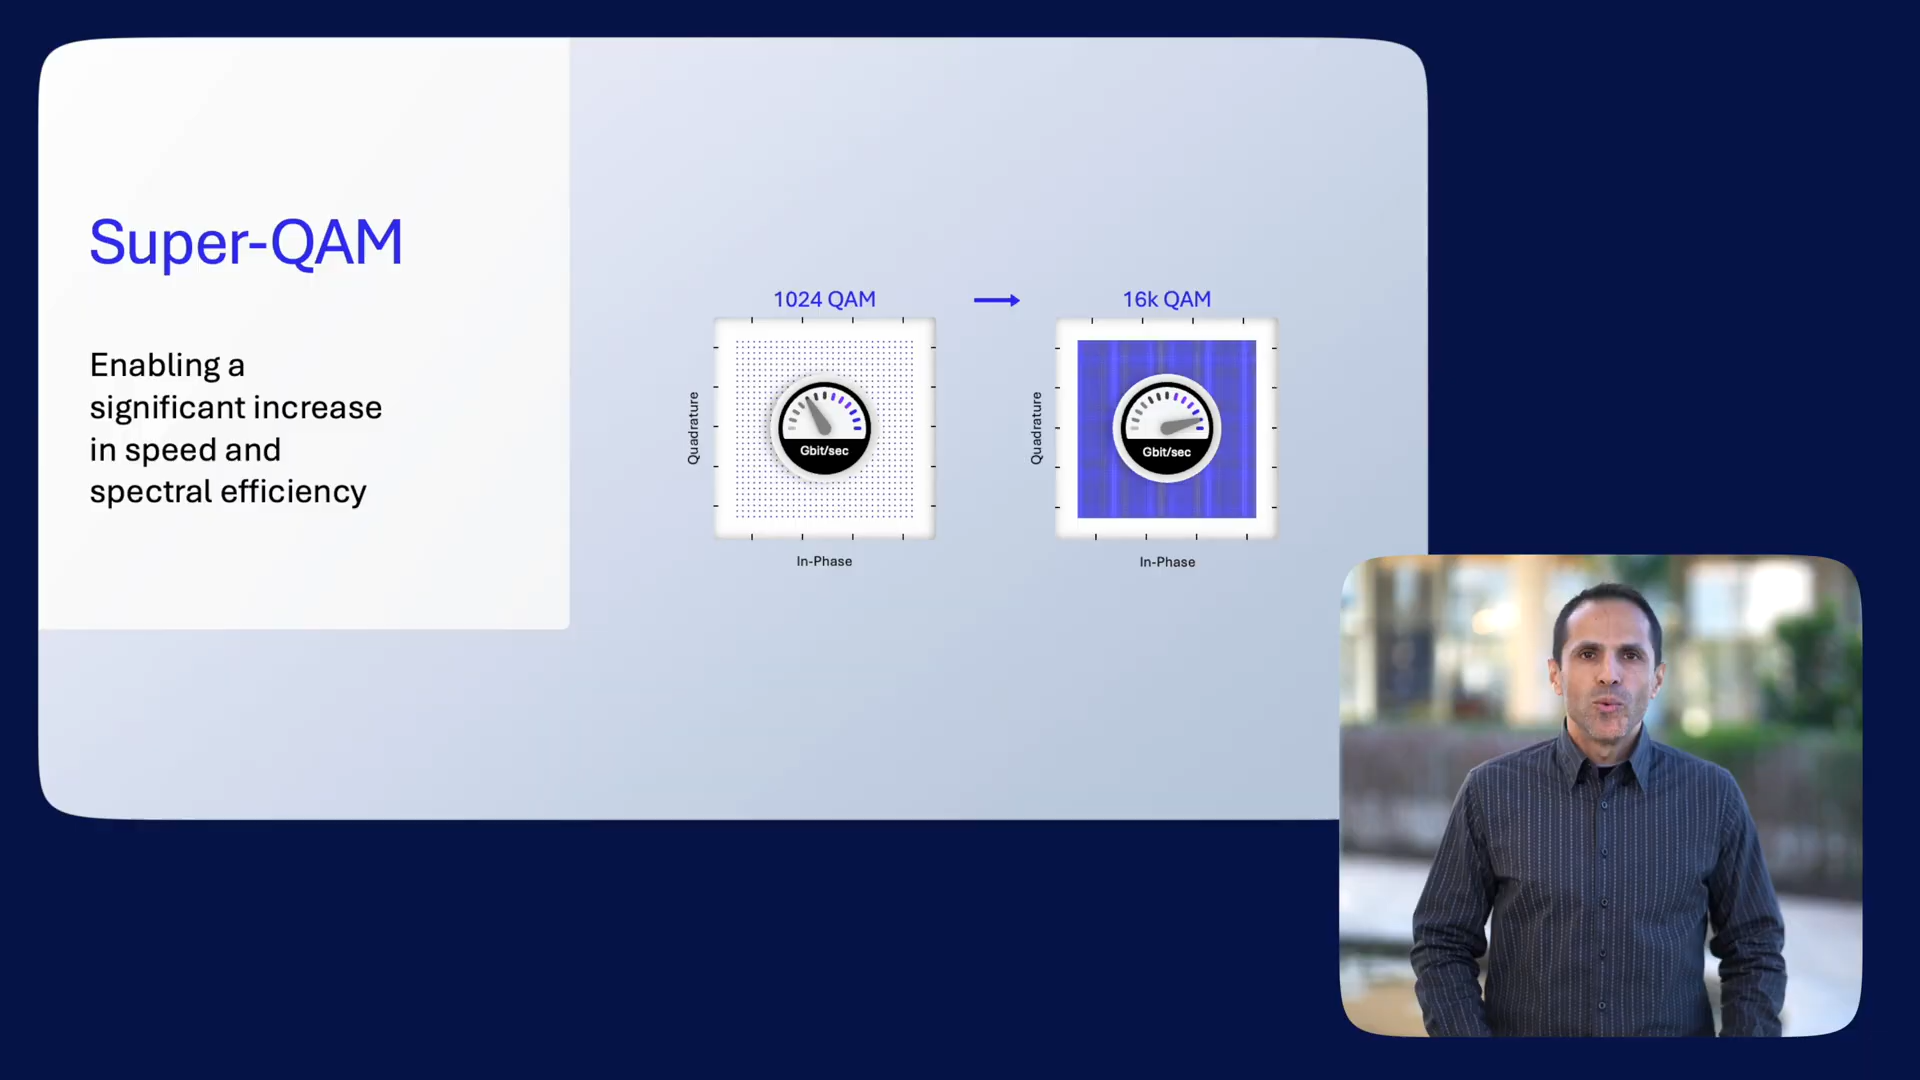 Super-QAM
Enabling a
significant increase
in speed and
spectral efficiency
1024 QAM
16k QAM
Quadrature
Gbit/sec
In-Phase
Quadrature
Gbit/sec
In-Phase